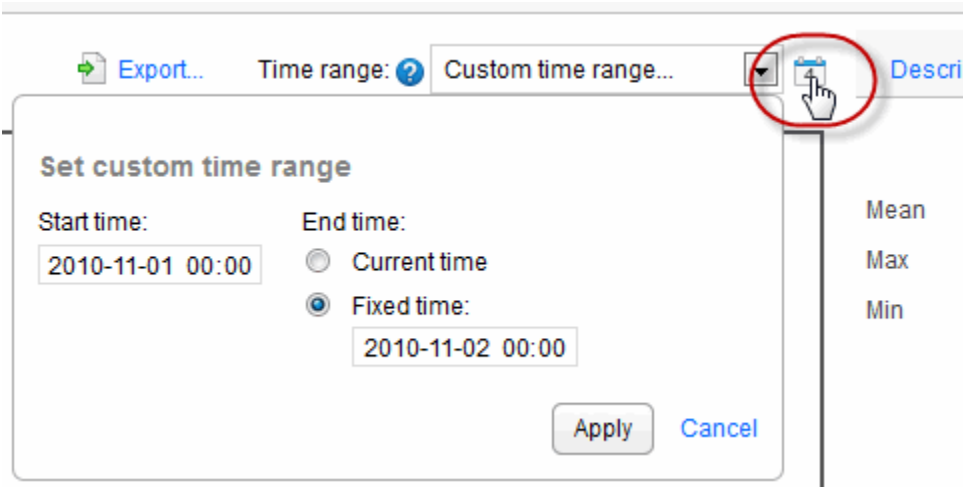 Export... Time range: ? Custom time range... 4 Descri
Set custom time range
Start time: End time:
2010-11-01 00:00 Current time
Fixed time:
2010-11-02 00:00
Apply Cancel
Mean
Max
Min